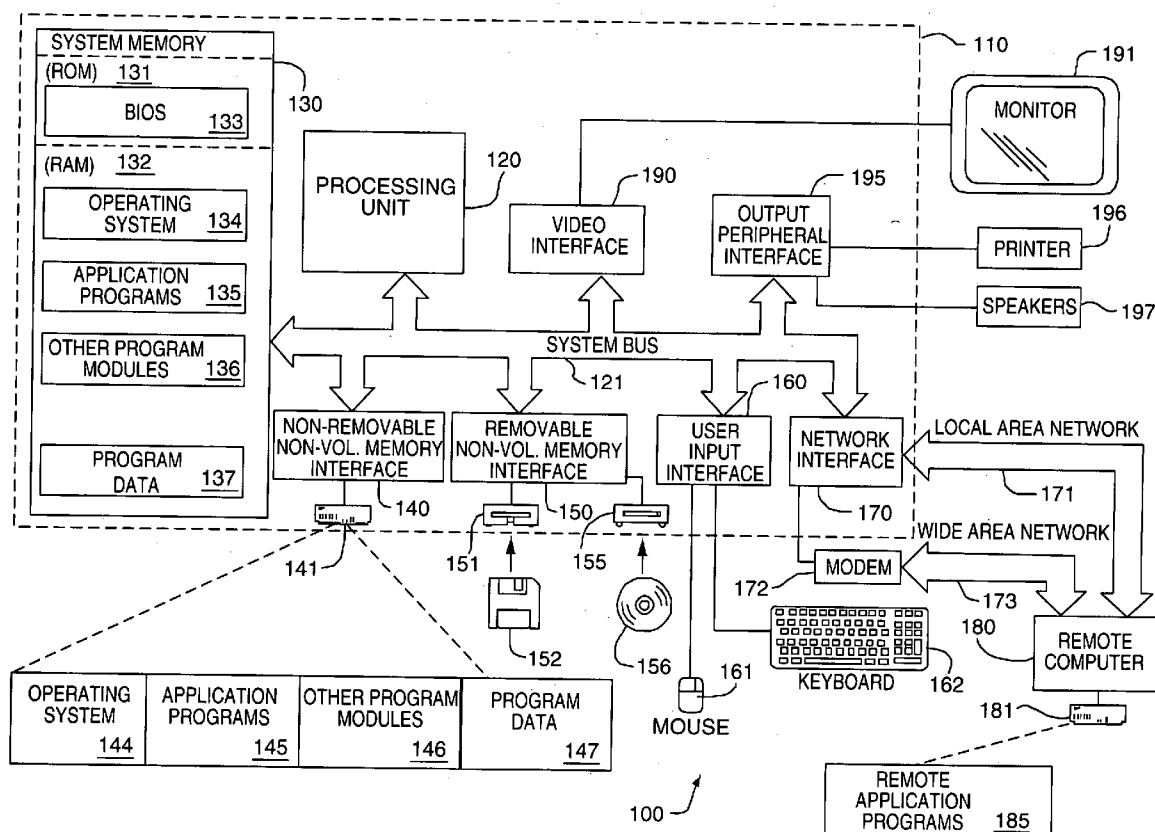 SYSTEM MEMORY
(ROM) 131
BIOS 133
(RAM) 132
OPERATING
SYSTEM 134
APPLICATION
PROGRAMS 135
OTHER PROGRAM
MODULES 136
PROGRAM
DATA 137
130
110
PROCESSING
UNIT
120
190
VIDEO
INTERFACE
195
OUTPUT
PERIPHERAL
INTERFACE
191
MONITOR
196
PRINTER
SPEAKERS
197
SYSTEM BUS
121
NON-REMOVABLE
NON-VOL. MEMORY
INTERFACE
140
REMOVABLE
NON-VOL. MEMORY
INTERFACE
150
160
USER
INPUT
INTERFACE
NETWORK
INTERFACE
170
LOCAL AREA NETWORK
171
WIDE AREA NETWORK
141
151
155
152
156
172
MODEM
173
161
MOUSE
KEYBOARD
162
180
REMOTE
COMPUTER
181
OPERATING
SYSTEM
144
APPLICATION
PROGRAMS
145
OTHER PROGRAM
MODULES
146
PROGRAM
DATA
147
100
REMOTE
APPLICATION
PROGRAMS 185